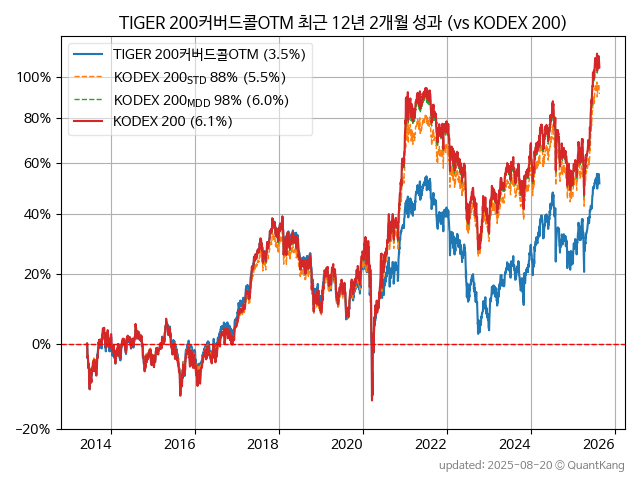 TIGER 200커버드콜OTM 최근 12년 2개월 성과 (vs KODEX 200)
TIGER 200커버드콜OTM (3.5%)
KODEX 200STD 88% (5.5%)
KODEX 200MDD 98% (6.0%)
KODEX 200 (6.1%)
100%
80%
60%
40%
20%
0%
−20%
2014 2016 2018 2020 2022 2024 2026
updated: 2025-08-20 © QuantKang